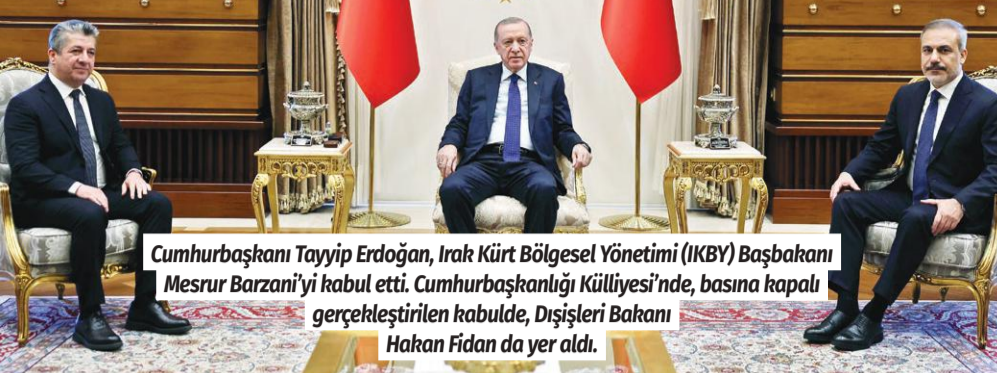 Cumhurbaşkanı Tayyip Erdoğan, Irak Kürt Bölgesel Yönetimi (IKBY) Başbakanı
Mesrur Barzani’yi kabul etti. Cumhurbaşkanlığı Külliyesi’nde, basına kapalı
gerçekleştirilen kabulde, Dışişleri Bakanı
Hakan Fidan da yer aldı.